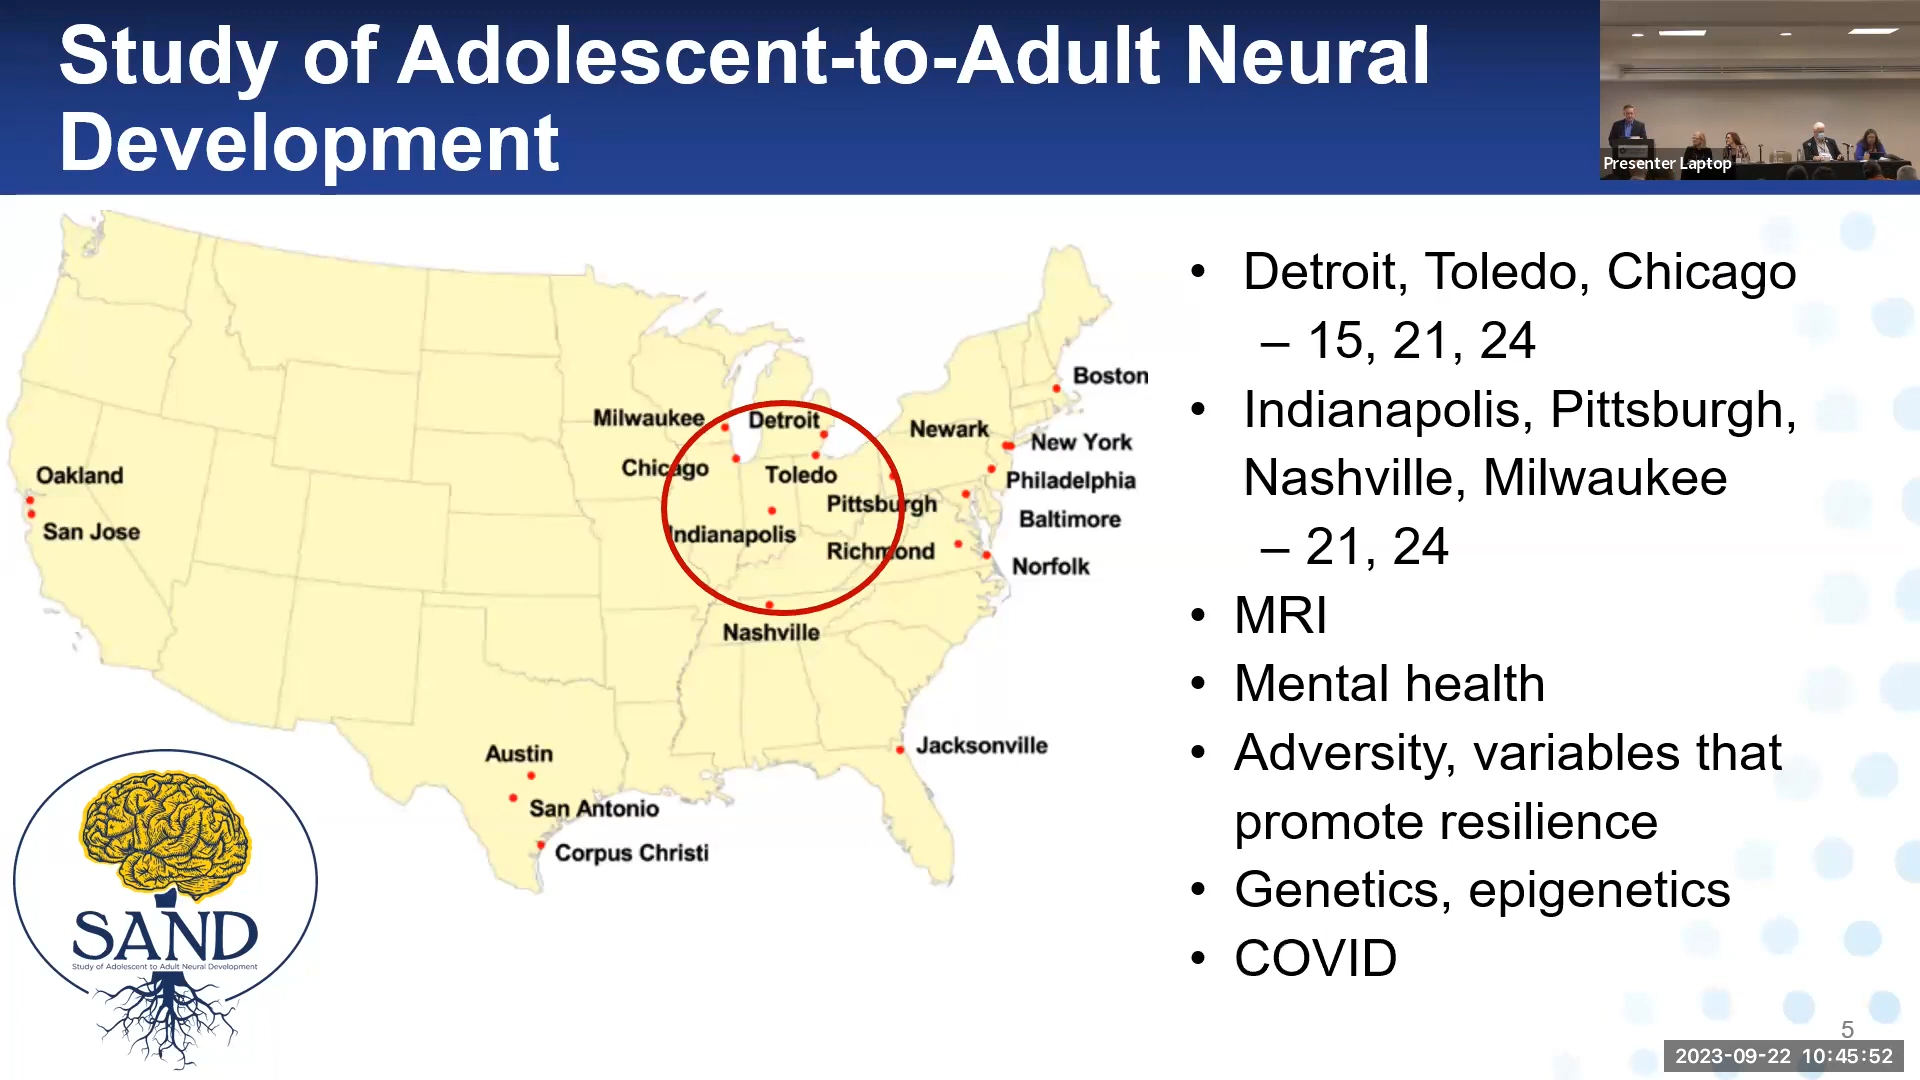 Study of Adolescent-to-Adult Neural
Development
Presenter Laptop
Boston
Milwaukee
Detroit
Newark
New York
Chicago
Toledo
Oakland
Philadelphia
Pittsburgh
Baltimore
San Jose
Indianapolis
Richmond
Norfolk
Nashville
Jacksonville
Austin
San Antonio
Corpus Christi
SAND
Study of Adolescent to Adult Neural Development
• Detroit, Toledo, Chicago
– 15, 21, 24
• Indianapolis, Pittsburgh,
Nashville, Milwaukee
– 21, 24
• MRI
• Mental health
• Adversity, variables that
promote resilience
• Genetics, epigenetics
• COVID
5
2023-09-22 10:45:52